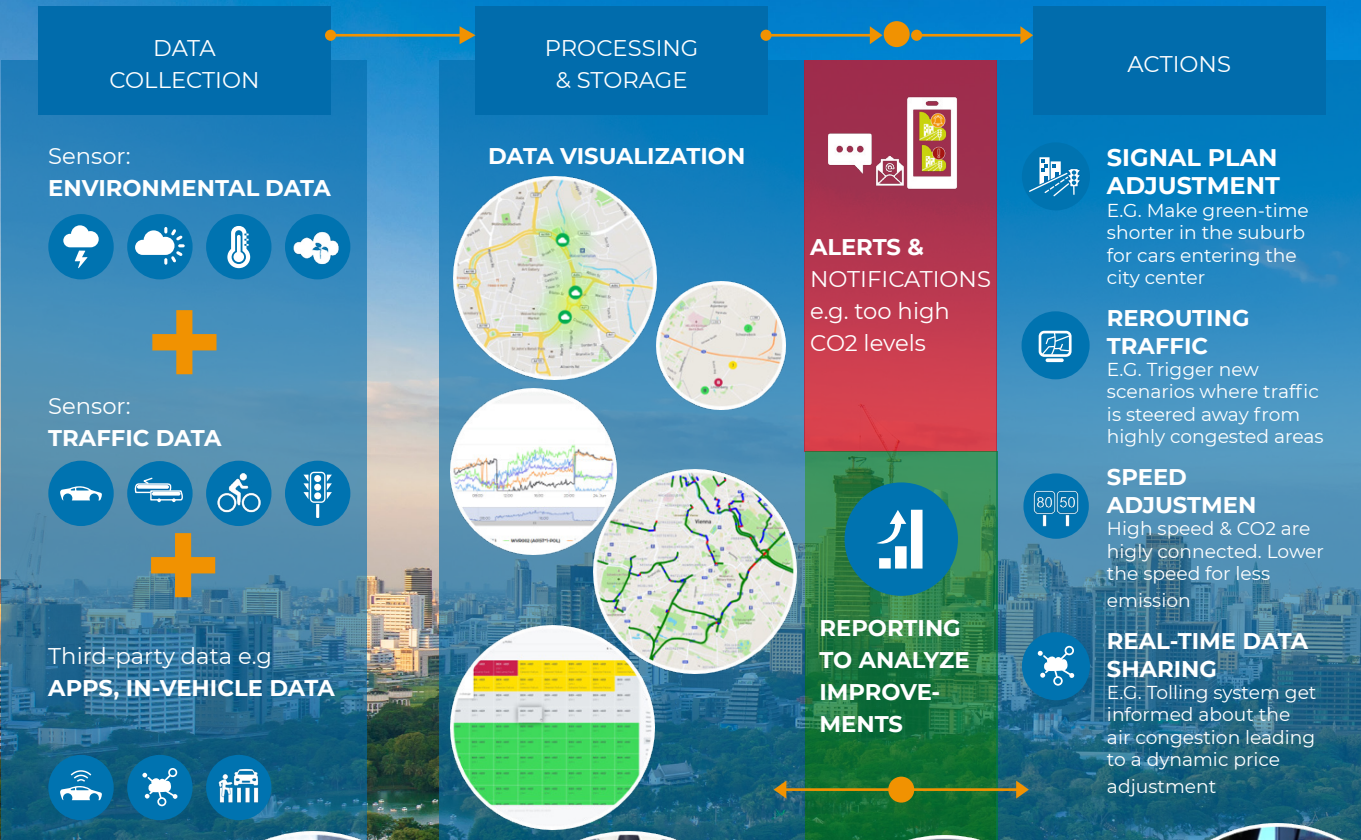 DATA
COLLECTION
PROCESSING
& STORAGE
ACTIONS
Sensor:
ENVIRONMENTAL DATA
Sensor:
TRAFFIC DATA
Third-party data e.g
APPS, IN-VEHICLE DATA
DATA VISUALIZATION
Vienna
ALERTS &
NOTIFICATIONS
e.g. too high
CO2 levels
REPORTING
TO ANALYZE
IMPROVE-
MENTS
SIGNAL PLAN
ADJUSTMENT
E.G. Make green-time
shorter in the suburb
for cars entering the
city center
REROUTING
TRAFFIC
E.G. Trigger new
scenarios where traffic
is steered away from
highly congested areas
80 50
SPEED
ADJUSTMEN
High speed & CO2 are
higly connected. Lower
the speed for less
emission
REAL-TIME DATA
SHARING
E.G. Tolling system get
informed about the
air congestion leading
to a dynamic price
adjustment